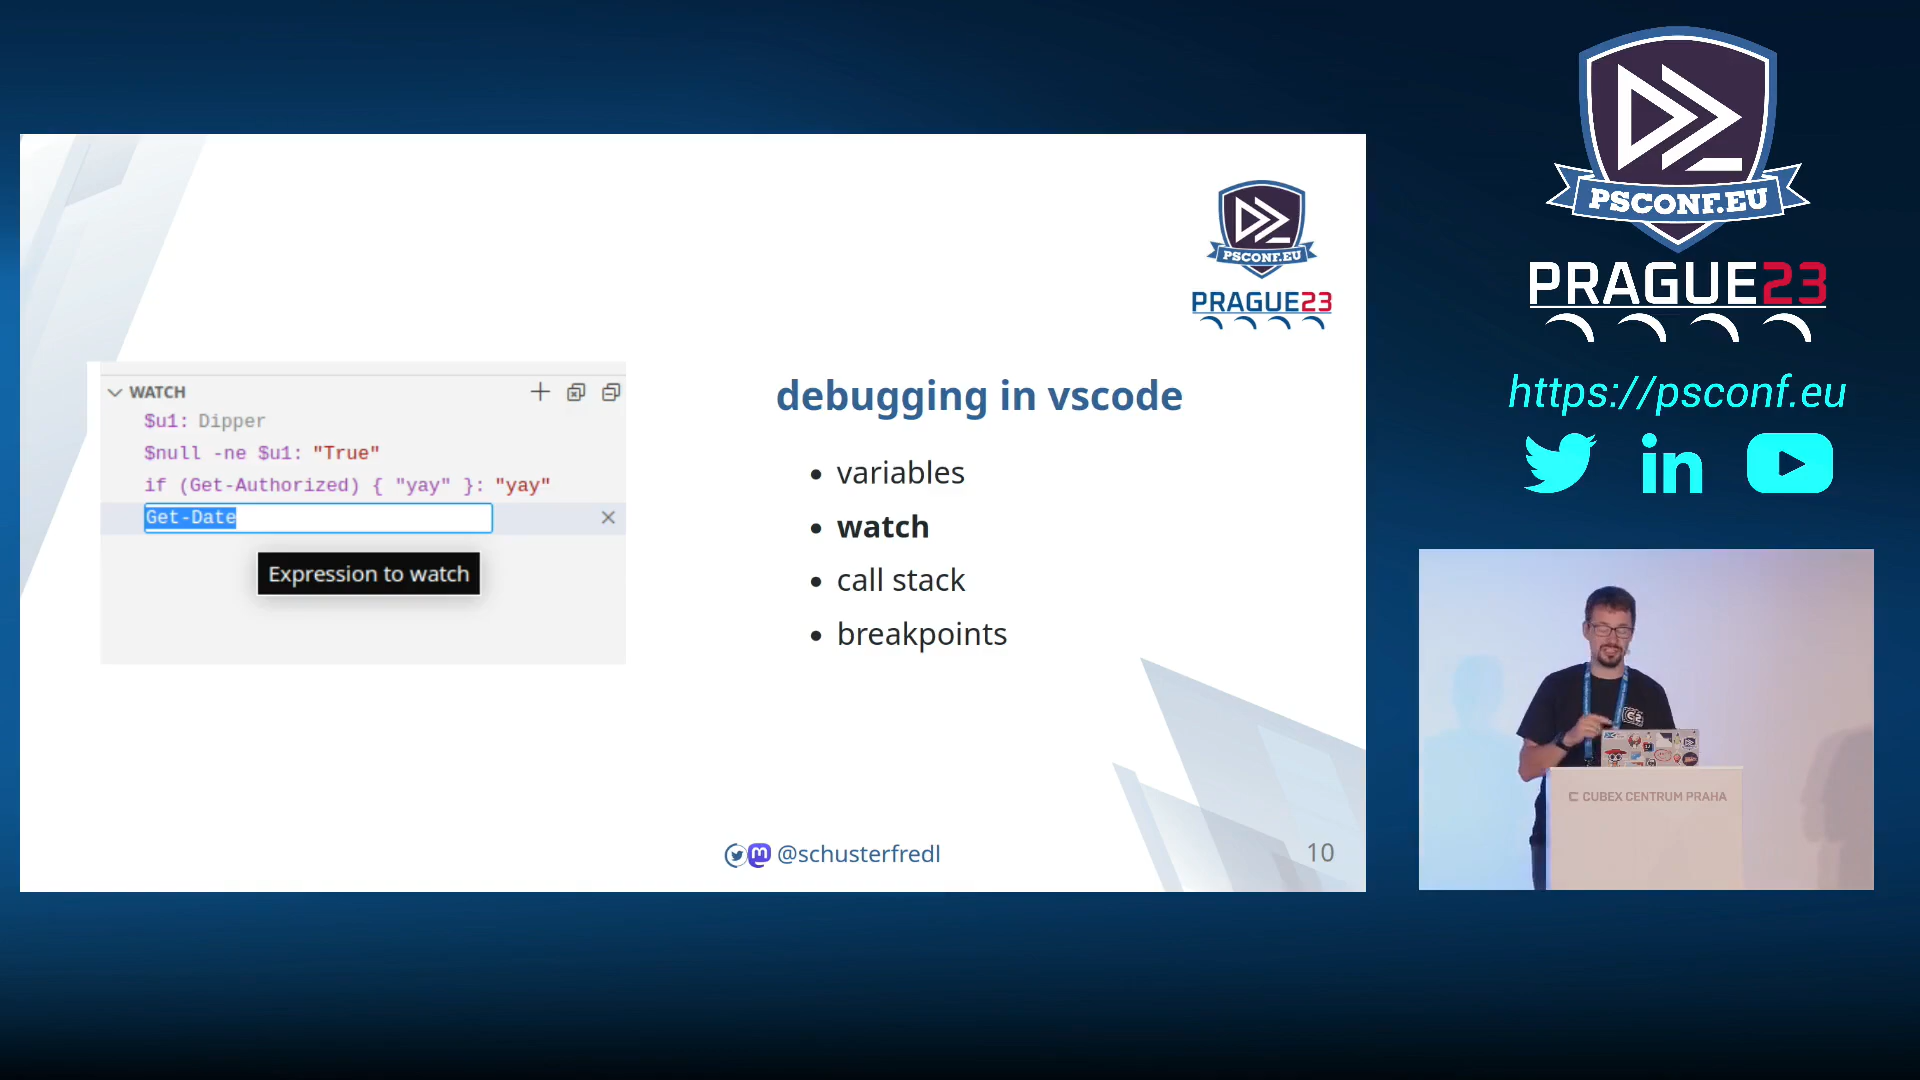 WATCH
$u1: Dipper
$null -ne $u1: "True"
if (Get-Authorized) { "yay" }: "yay"
Get-Date
Expression to watch
PSCONF.EU
PRAGUE23
debugging in vscode
variables
watch
call stack
breakpoints
@schusterfredl
10
PSCONF.EU
PRAGUE23
https://psconf.eu
in
CUBEX CENTRUM PRAHA